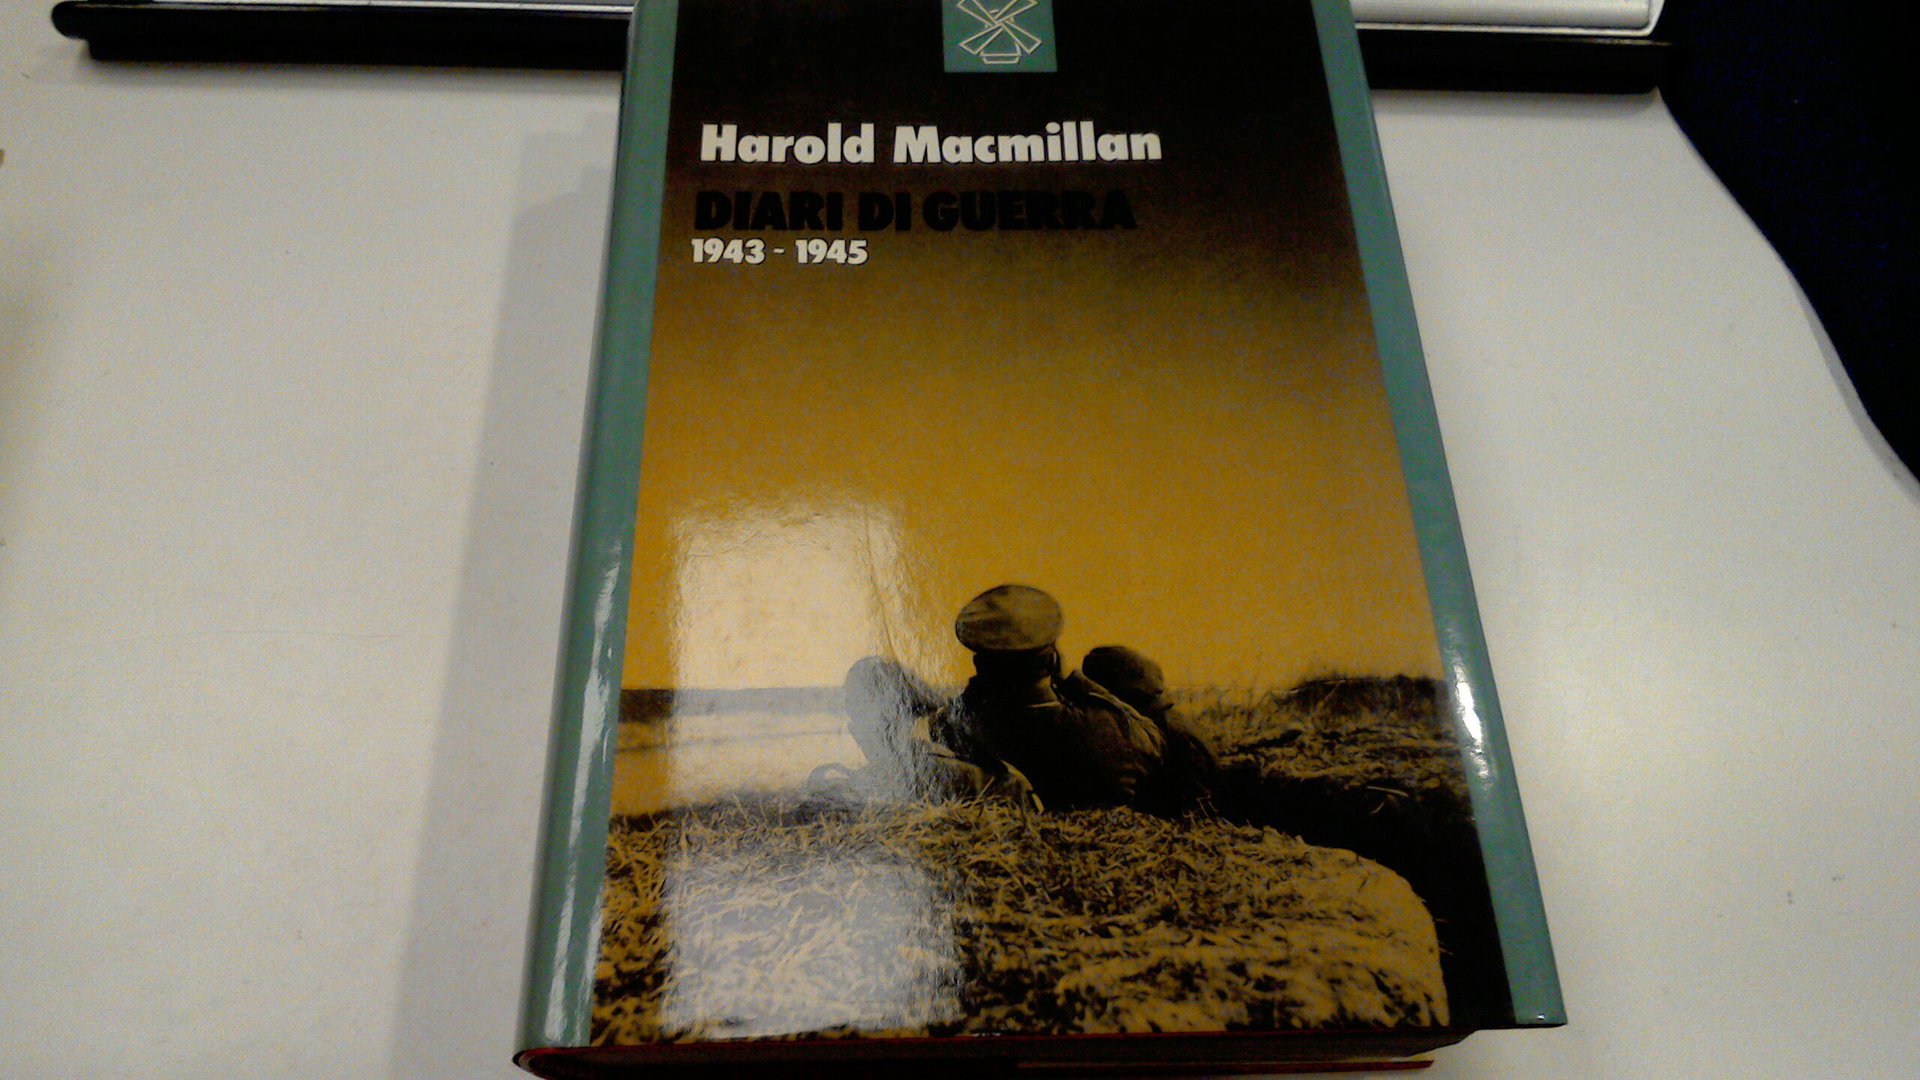 Harold Macmillan
DIARI DI GUERRA
1943 - 1945